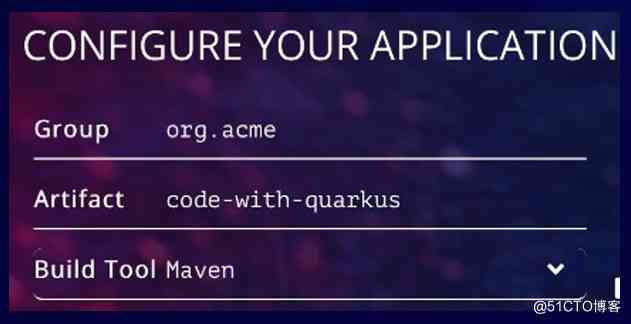 CONFIGURE YOUR APPLICATION
Group org.acme
Artifact code-with-quarkus
Build Tool Maven
@51CTO博客